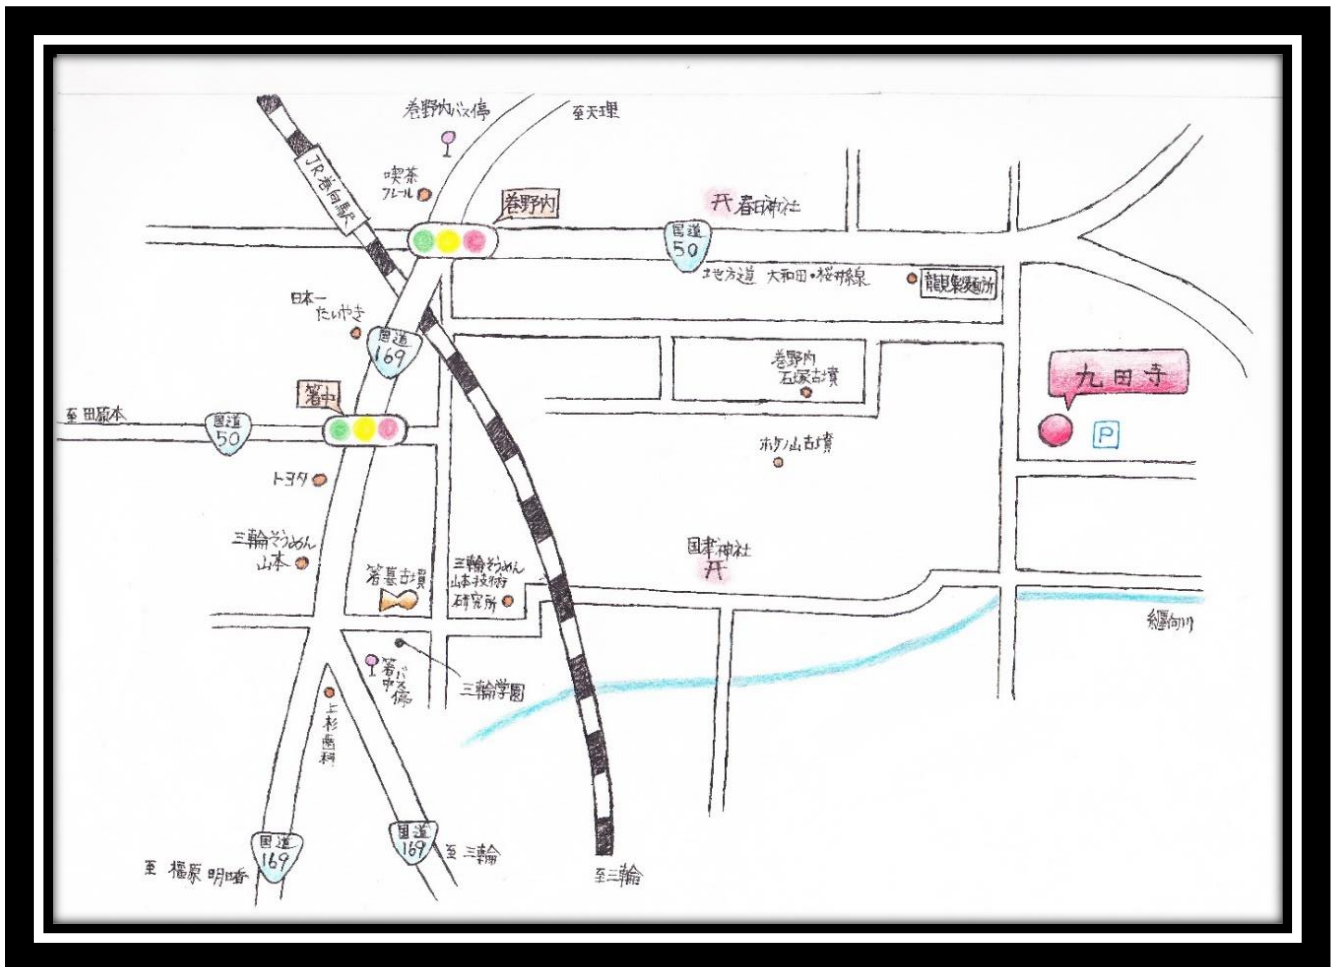 巻野内バス停
至天理
JR巻向駅
喫茶
フレール
巻野内
春日神社
国道
50
地方道 大和田・桜井線
龍見製麺所
日本一
たいやき
国道
169
箸中
巻野内
石塚古墳
九田寺
至田原本
国道
50
P
ホケノ山古墳
トヨタ
三輪そうめん
山本
国津神社
箸墓古墳
三輪そうめん
山本技術
研究所
纒向川
箸中
バス停
三輪学園
上杉歯科
国道
169
国道
169
至 三輪
至 橿原 明日香
至三輪